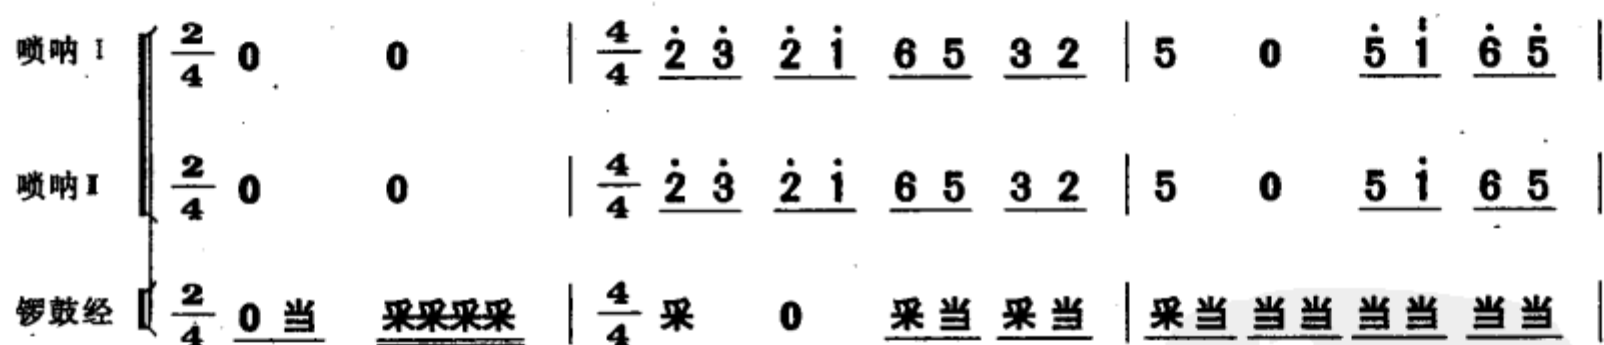 唢呐 I 2/4 0 0 | 4/4 2̇ 3̇ 2̇ 1̇ 6 5 3 2 | 5 0 5̇ 1̈ 6̇ 5̇ |
唢呐 II 2/4 0 0 | 4/4 2̇ 3̇ 2̇ 1̇ 6 5 3 2 | 5 0 5 1̇ 6 5 |
锣鼓经 2/4 0 当 采采采采 | 4/4 采 0 采 当 采 当 | 采 当 当 当 当 当 当 当 |